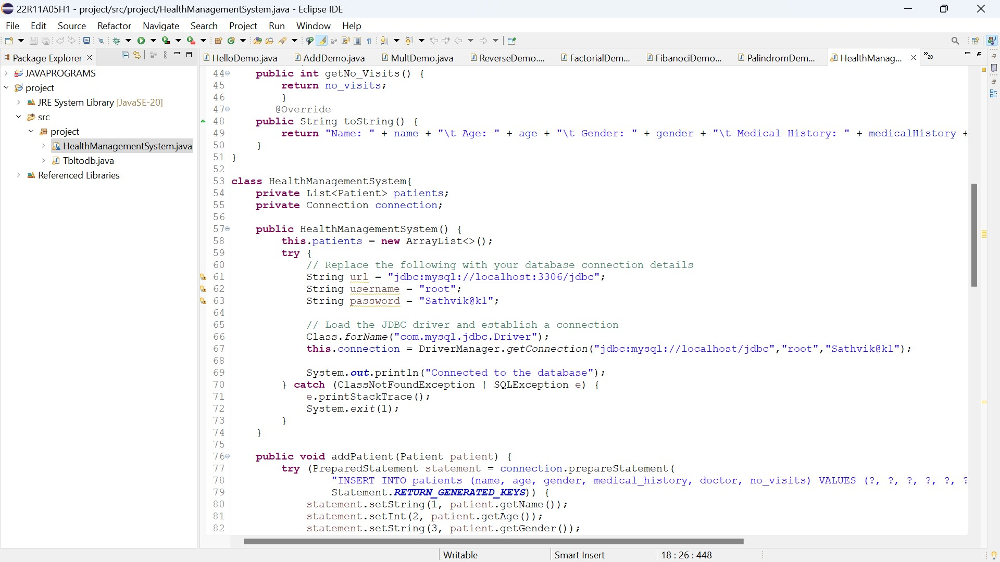 22R11A05H1 - project/src/project/HealthManagementSystem.java - Eclipse IDE
File Edit Source Refactor Navigate Search Project Run Window Help
Package Explorer
HelloDemo.java AddDemo.java MultDemo.java ReverseDemo.... FactorialDem... FibanociDemo... PalindromDem... HealthManag... 20
JAVAPROGRAMS
project
JRE System Library [JavaSE-20]
src
project
HealthManagementSystem.java
Tbltodb.java
Referenced Libraries
44 public int getNo_Visits() {
45 return no_visits;
46 }
47 @Override
48 public String toString() {
49 return "Name: " + name + "\t Age: " + age + "\t Gender: " + gender + "\t Medical History: " + medicalHistory +
50 }
51 }
52
53 class HealthManagementSystem{
54 private List<Patient> patients;
55 private Connection connection;
56
57 public HealthManagementSystem() {
58 this.patients = new ArrayList<>();
59 try {
60 // Replace the following with your database connection details
61 String url = "jdbc:mysql://localhost:3306/jdbc";
62 String username = "root";
63 String password = "Sathvik@k1";
64
65 // Load the JDBC driver and establish a connection
66 Class.forName("com.mysql.jdbc.Driver");
67 this.connection = DriverManager.getConnection("jdbc:mysql://localhost/jdbc","root","Sathvik@k1");
68
69 System.out.println("Connected to the database");
70 } catch (ClassNotFoundException | SQLException e) {
71 e.printStackTrace();
72 System.exit(1);
73 }
74 }
75
76 public void addPatient(Patient patient) {
77 try (PreparedStatement statement = connection.prepareStatement(
78 "INSERT INTO patients (name, age, gender, medical_history, doctor, no_visits) VALUES (?, ?, ?, ?, ?, ?
79 Statement.RETURN_GENERATED_KEYS)) {
80 statement.setString(1, patient.getName());
81 statement.setInt(2, patient.getAge());
82 statement.setString(3, patient.getGender());
Writable Smart Insert 18 : 26 : 448